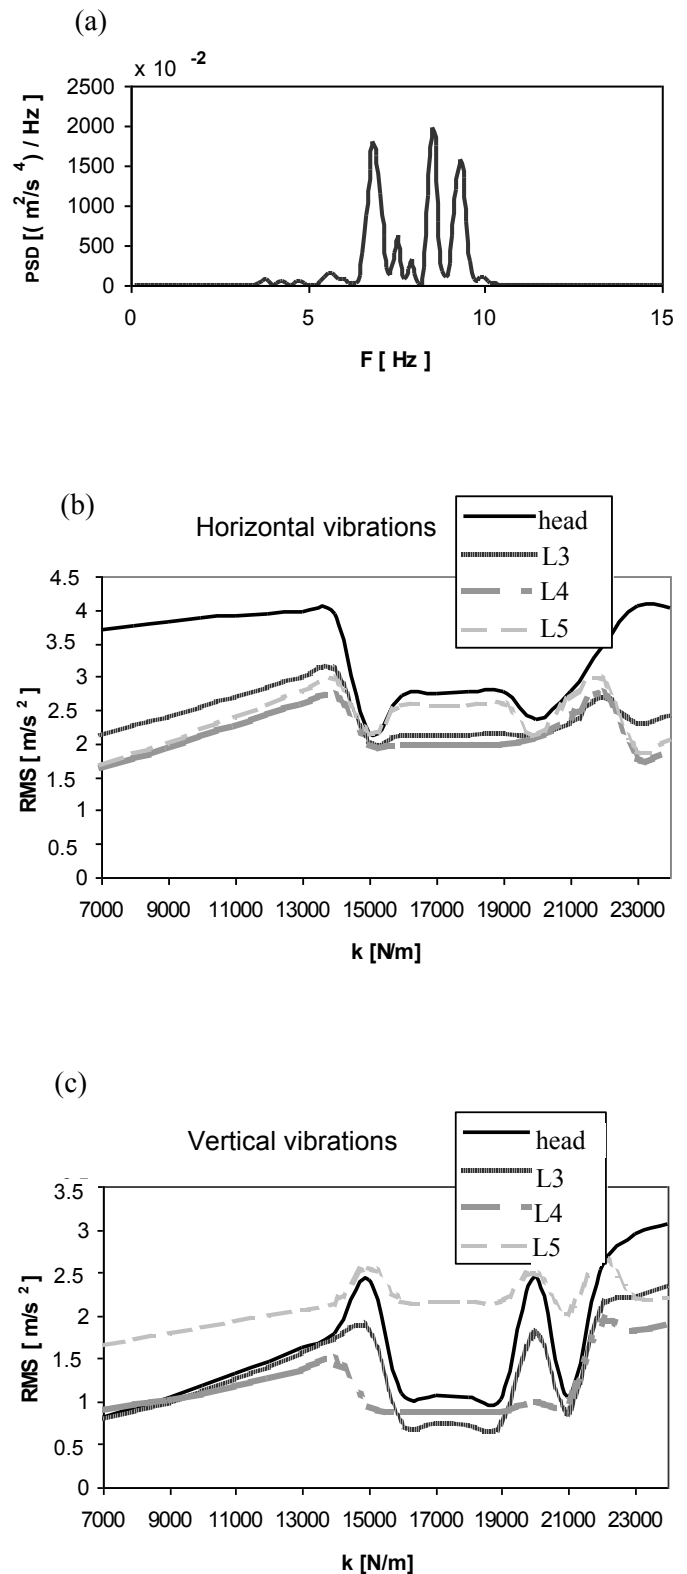 (a)
x 10 -2
2500
2000
1500
1000
500
0
0 5 10 15
PSD [( m2/s 4) / Hz ]
F [ Hz ]
(b)
Horizontal vibrations
head
L3
L4
L5
4.5
4
3.5
3
2.5
2
1.5
1
0.5
0
7000 9000 11000 13000 15000 17000 19000 21000 23000
RMS [ m/s 2 ]
k [N/m]
(c)
Vertical vibrations
head
L3
L4
L5
3.5
3
2.5
2
1.5
1
0.5
0
7000 9000 11000 13000 15000 17000 19000 21000 23000
RMS [ m/s 2 ]
k [N/m]